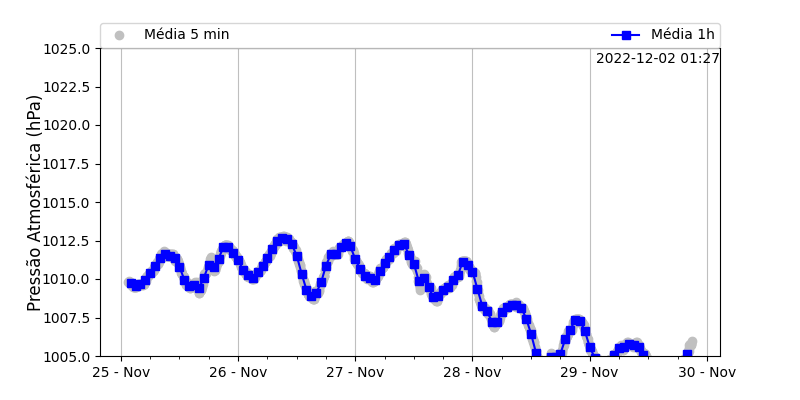 Média 5 min
Média 1h
2022-12-02 01:27
Pressão Atmosférica (hPa)
1025.0
1022.5
1020.0
1017.5
1015.0
1012.5
1010.0
1007.5
1005.0
25 - Nov
26 - Nov
27 - Nov
28 - Nov
29 - Nov
30 - Nov